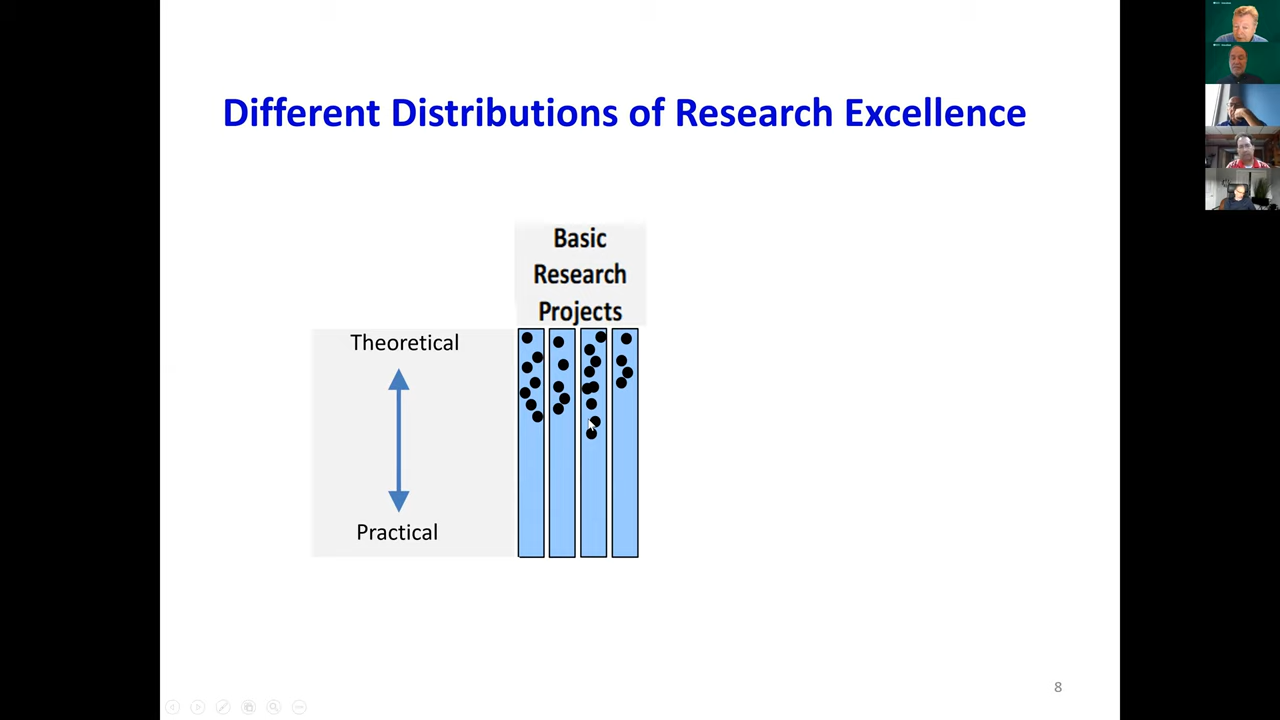 Different Distributions of Research Excellence
Basic
Research
Projects
Theoretical
Practical
8